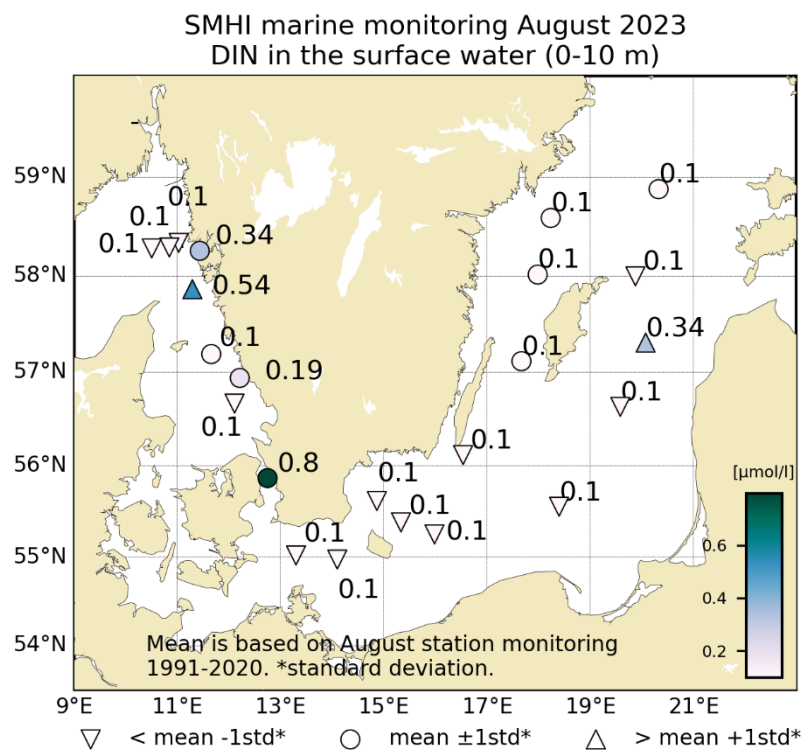 SMHI marine monitoring August 2023
DIN in the surface water (0-10 m)
59°N
58°N
57°N
56°N
55°N
54°N
0.1
0.1
0.1
0.34
0.54
0.1
0.19
0.1
0.8
0.1
0.1
0.1
0.1
0.34
0.1
0.1
0.1
0.1
0.1
0.1
0.1
0.1
0.1
0.1
[µmol/l]
0.6
0.4
0.2
Mean is based on August station monitoring
1991-2020. *standard deviation.
9°E 11°E 13°E 15°E 17°E 19°E 21°E
< mean -1std* mean ±1std* > mean +1std*